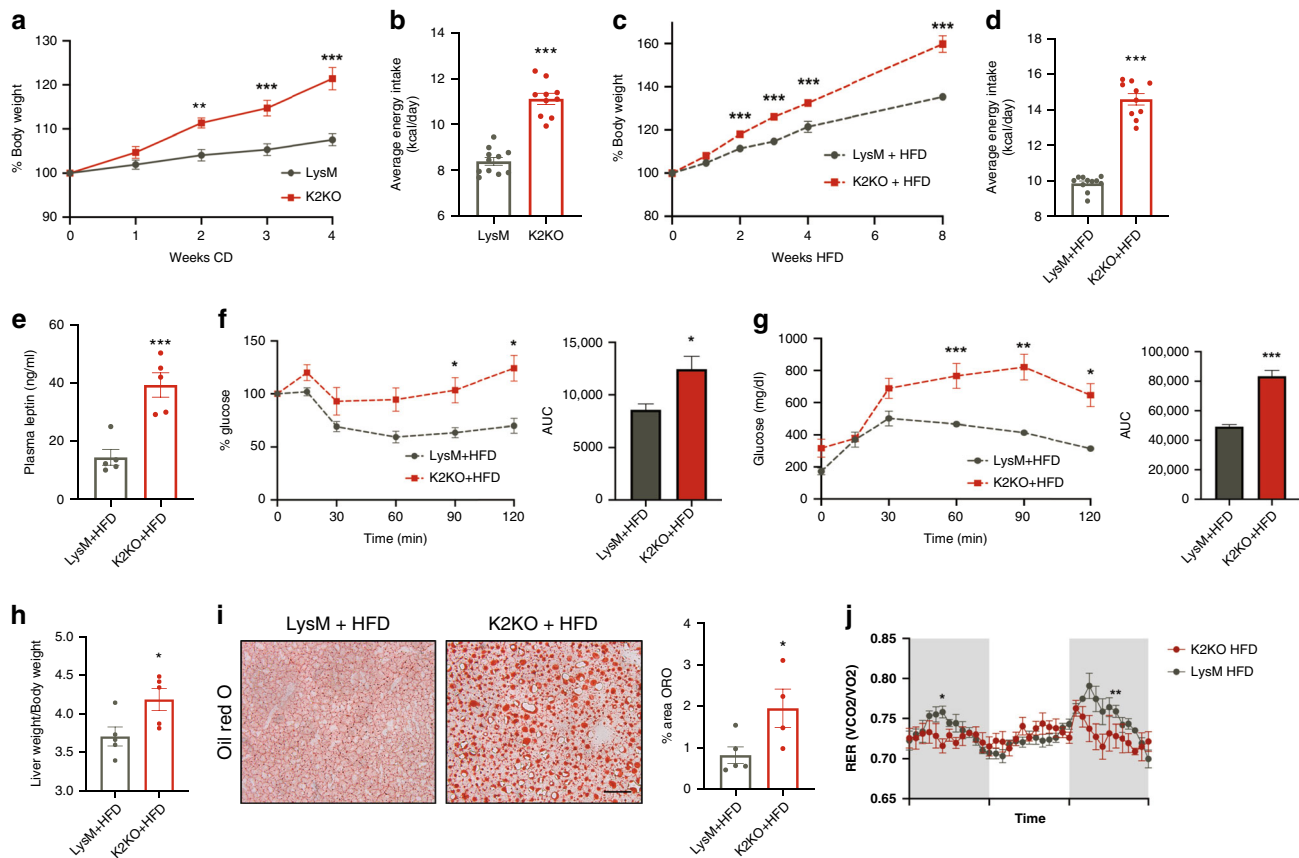 a
130
120
110
100
90
% Body weight
**
***
***
LysM
K2KO
0
1
2
3
4
Weeks CD
b
14
12
10
8
6
Average energy intake
(kcal/day)
***
LysM
K2KO
c
160
140
120
100
80
% Body weight
***
***
***
***
LysM + HFD
K2KO + HFD
0
2
4
6
8
Weeks HFD
d
18
16
14
12
10
8
Average energy intake
(kcal/day)
***
LysM+HFD
K2KO+HFD
e
60
40
20
0
Plasma leptin (ng/ml)
***
LysM+HFD
K2KO+HFD
f
150
100
50
0
% glucose
*
*
LysM+HFD
K2KO+HFD
0
30
60
90
120
Time (min)
15,000
10,000
5000
0
AUC
*
LysM+HFD
K2KO+HFD
g
1000
800
600
400
200
0
Glucose (mg/dl)
***
**
*
LysM+HFD
K2KO+HFD
0
30
60
90
120
Time (min)
100,000
80,000
60,000
40,000
20,000
0
AUC
***
LysM+HFD
K2KO+HFD
h
5.0
4.5
4.0
3.5
3.0
Liver weight/Body weight
*
LysM+HFD
K2KO+HFD
i
LysM + HFD
K2KO + HFD
Oil red O
4
3
2
1
0
% area ORO
*
LysM+HFD
K2KO+HFD
j
0.85
0.80
0.75
0.70
0.65
RER (VCO2/VO2)
*
**
K2KO HFD
LysM HFD
Time